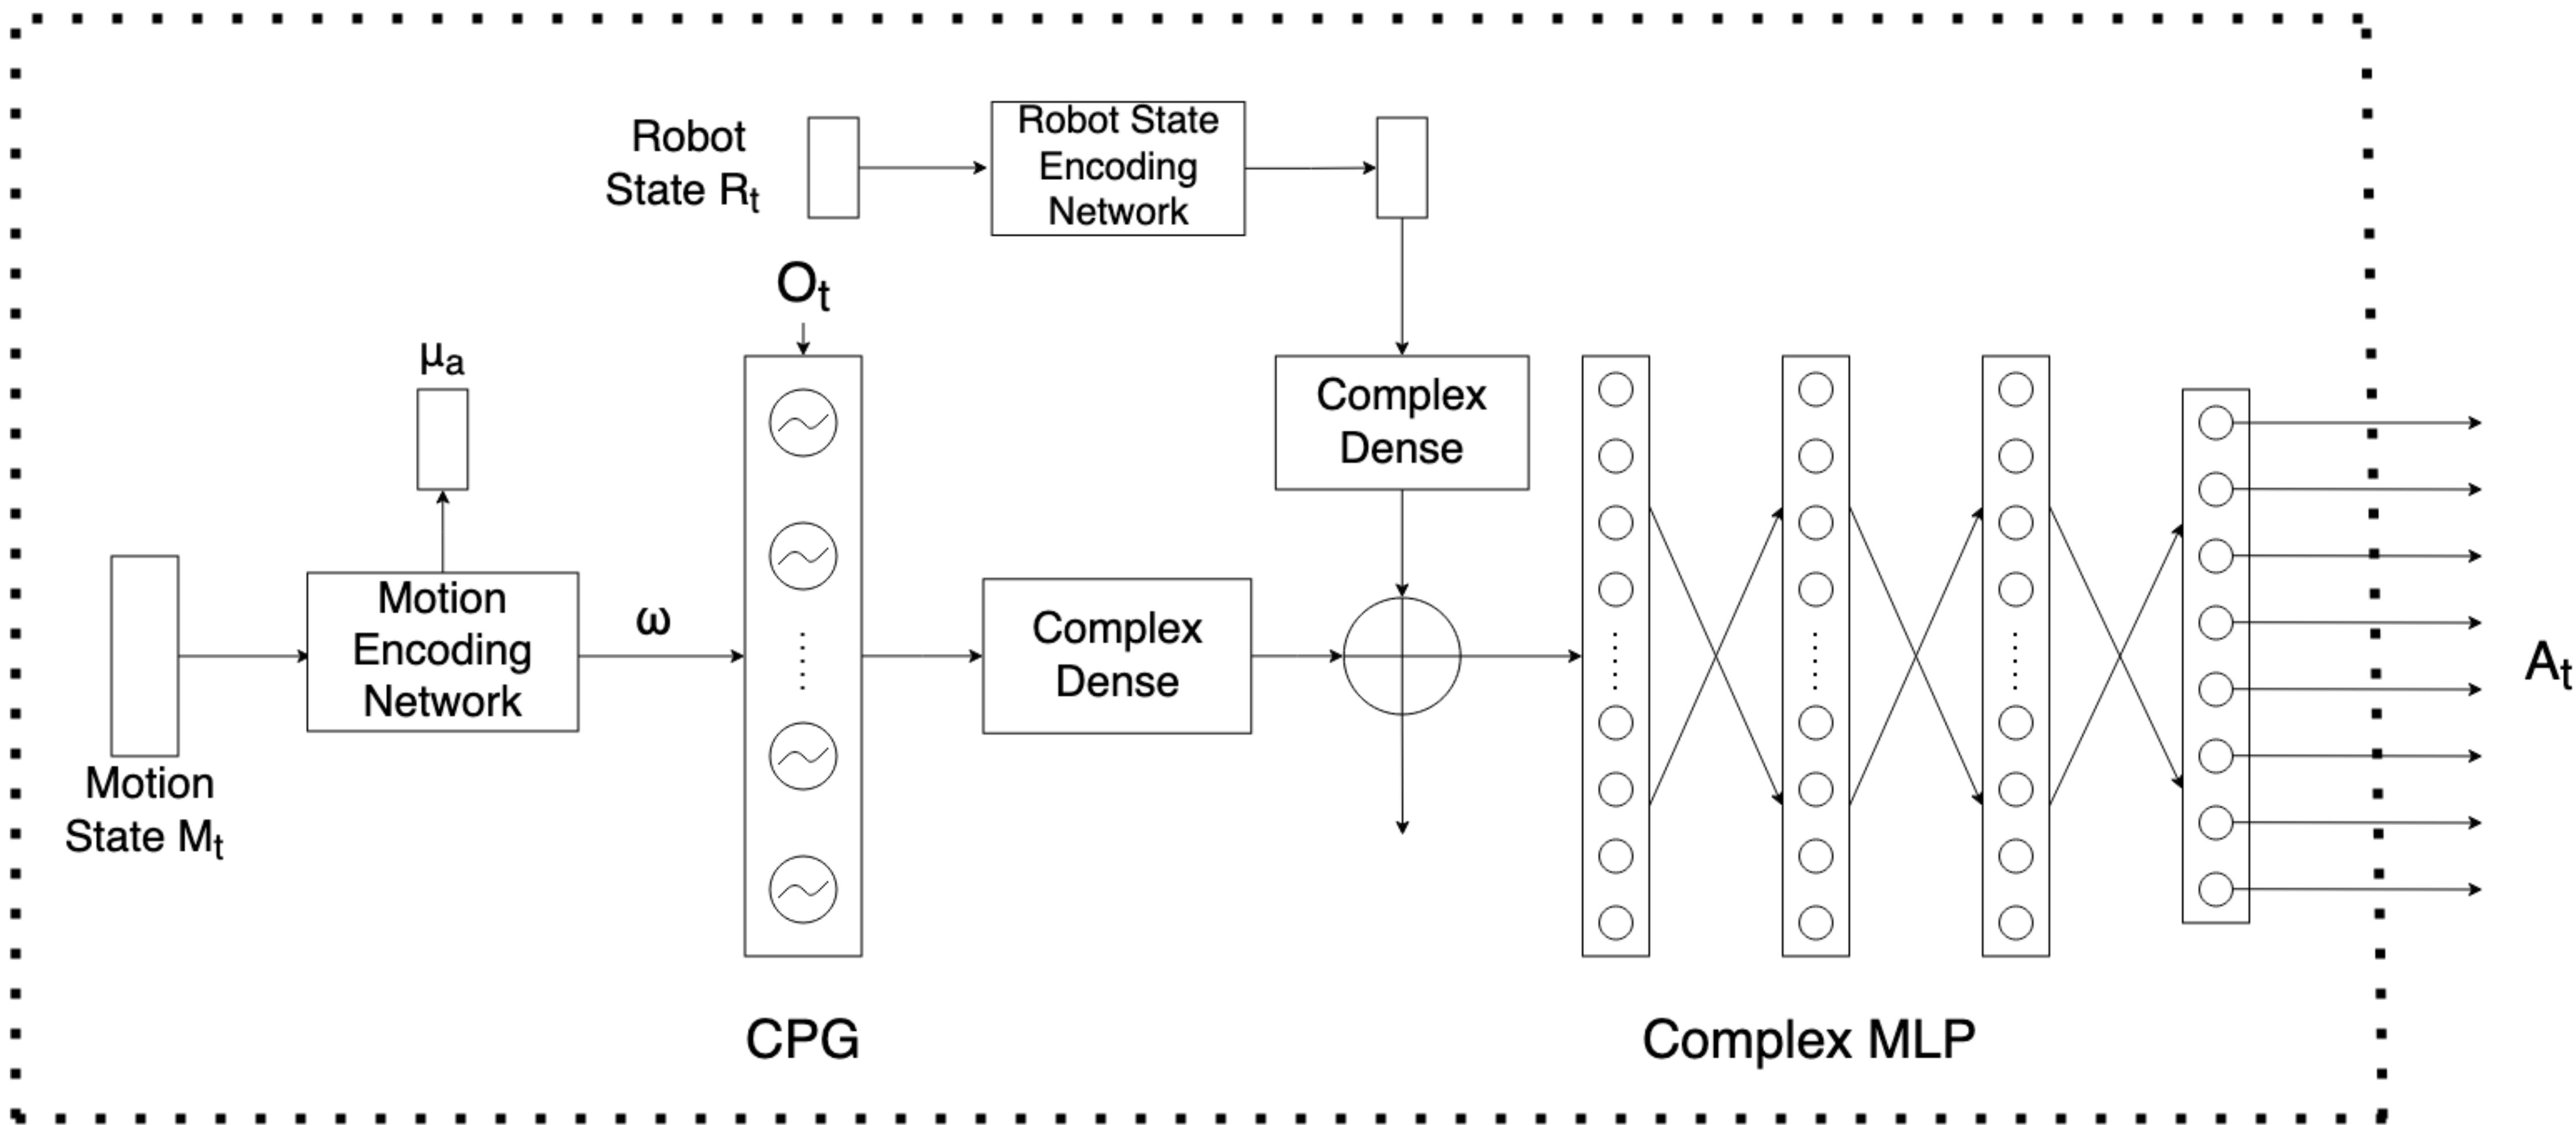 Robot
State Rt
Robot State
Encoding
Network
Ot
μa
Complex
Dense
Motion
Encoding
Network
ω
Complex
Dense
At
Motion
State Mt
CPG
Complex MLP